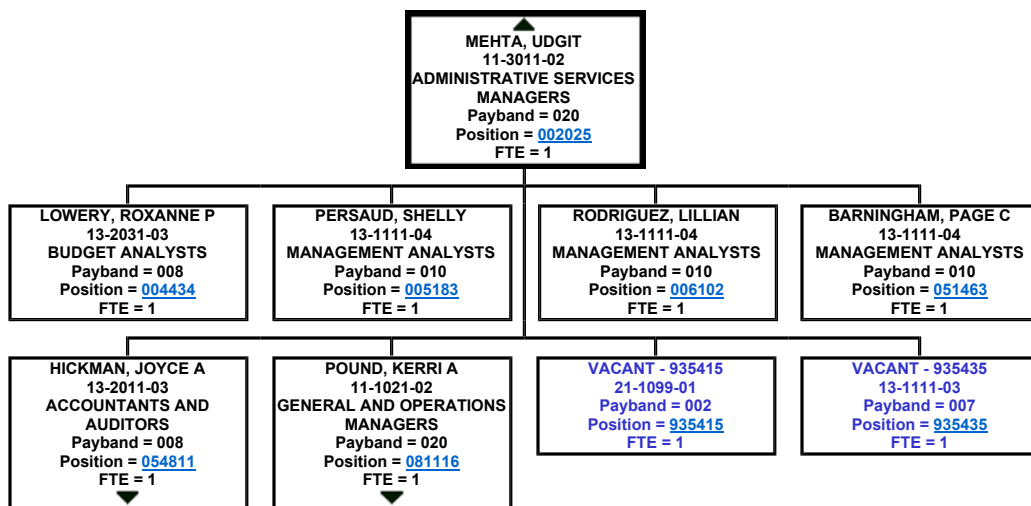 MEHTA, UDGIT
11-3011-02
ADMINISTRATIVE SERVICES
MANAGERS
Payband = 020
Position = 002025
FTE = 1
LOWERY, ROXANNE P
13-2031-03
BUDGET ANALYSTS
Payband = 008
Position = 004434
FTE = 1
PERSAUD, SHELLY
13-1111-04
MANAGEMENT ANALYSTS
Payband = 010
Position = 005183
FTE = 1
RODRIGUEZ, LILLIAN
13-1111-04
MANAGEMENT ANALYSTS
Payband = 010
Position = 006102
FTE = 1
BARNINGHAM, PAGE C
13-1111-04
MANAGEMENT ANALYSTS
Payband = 010
Position = 051463
FTE = 1
HICKMAN, JOYCE A
13-2011-03
ACCOUNTANTS AND
AUDITORS
Payband = 008
Position = 054811
FTE = 1
POUND, KERRI A
11-1021-02
GENERAL AND OPERATIONS
MANAGERS
Payband = 020
Position = 081116
FTE = 1
VACANT - 935415
21-1099-01
Payband = 002
Position = 935415
FTE = 1
VACANT - 935435
13-1111-03
Payband = 007
Position = 935435
FTE = 1